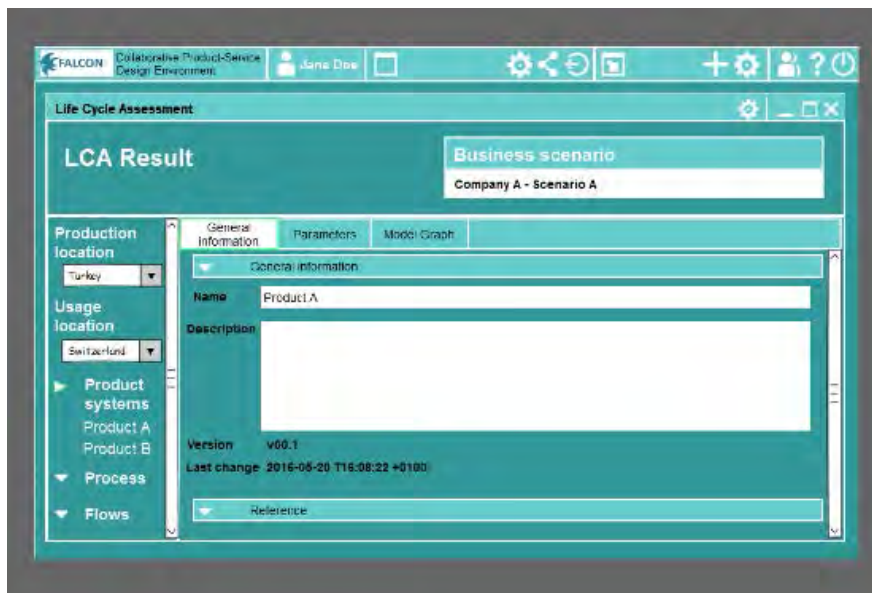 FALCON
Collaborative Product-Service
Design Environment
Jane Doe
?
Life Cycle Assessment
LCA Result
Business scenario
Company A - Scenario A
Production
location
Turkey
Usage
location
Switzerland
Product
systems
Product A
Product B
Process
Flows
General
information
Parameters
Model Graph
General information
Name
Product A
Description
Version
v00.1
Last change
2016-05-20 T16:08:22 +0100
Reference